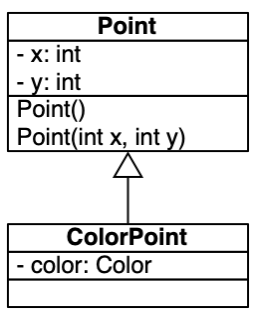 Point
- x: int
- y: int
Point()
Point(int x, int y)
ColorPoint
- color: Color